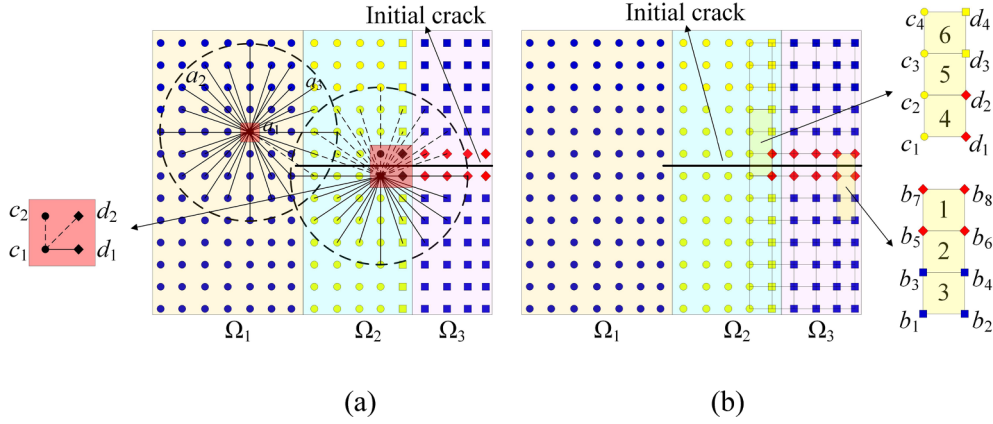 Initial crack
a₂
a₃
a₁
c₂
d₂
c₁
d₁
Ω₁
Ω₂
Ω₃
(a)
Initial crack
Ω₁
Ω₂
Ω₃
(b)
c₄
d₄
6
c₃
d₃
5
c₂
d₂
4
c₁
d₁
b₇
b₈
1
b₅
b₆
2
b₃
b₄
3
b₁
b₂